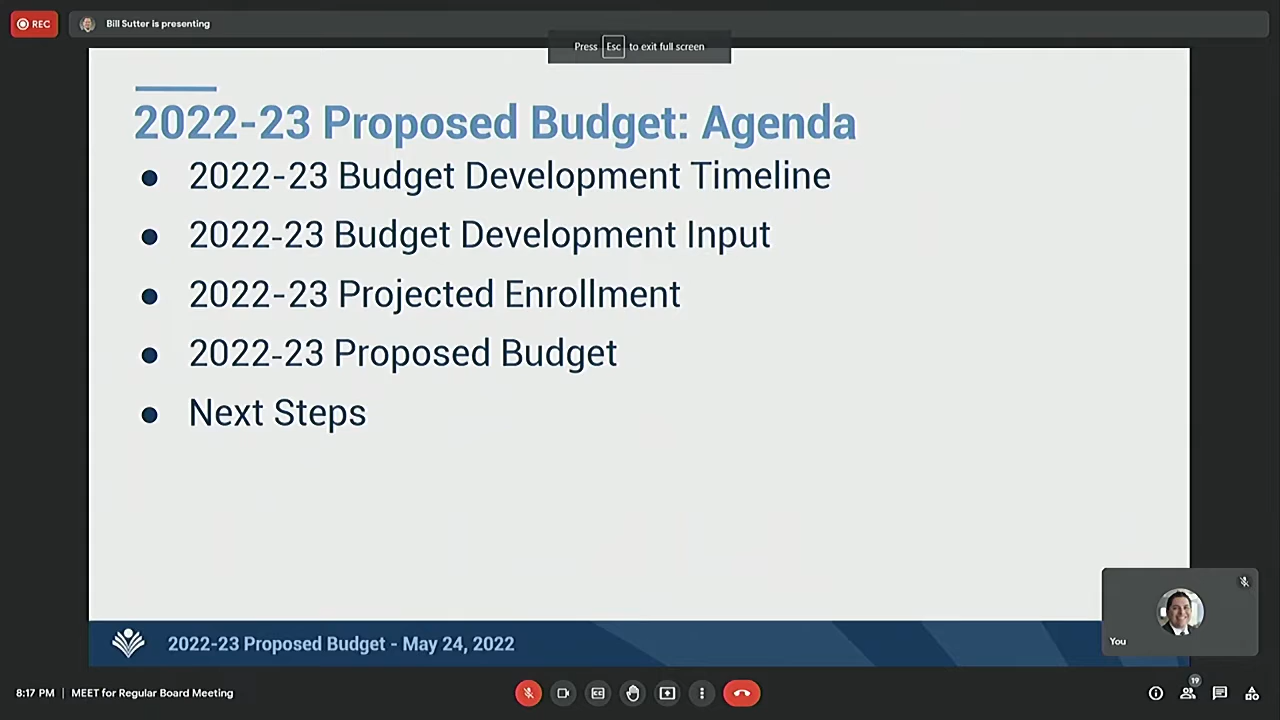 REC
Bill Sutter is presenting
Press Esc to exit full screen
2022-23 Proposed Budget: Agenda
● 2022-23 Budget Development Timeline
● 2022-23 Budget Development Input
● 2022-23 Projected Enrollment
● 2022-23 Proposed Budget
● Next Steps
You
2022-23 Proposed Budget - May 24, 2022
19
8:17 PM | MEET for Regular Board Meeting